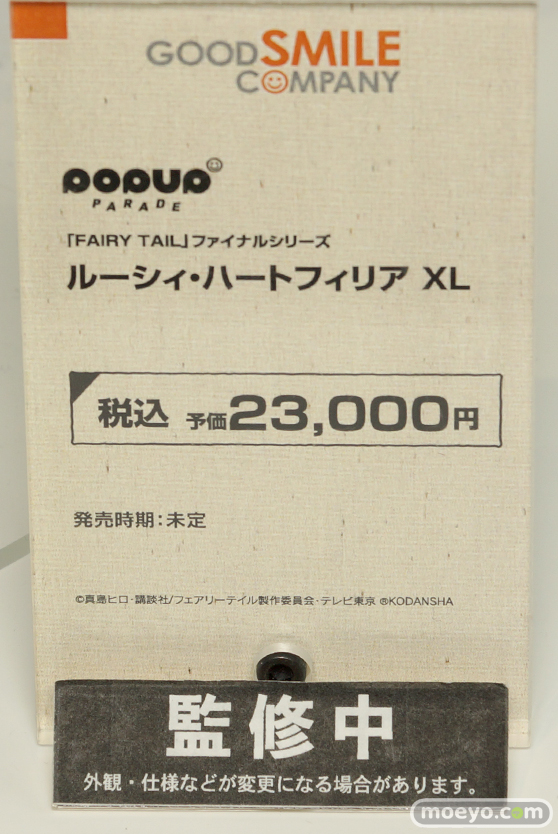 GOODSMILE
COMPANY
POPUP
PARADE
「FAIRY TAIL」ファイナルシリーズ
ルーシィ・ハートフィリア XL
税込 予価23,000円
発売時期：未定
©真島ヒロ・講談社/フェアリーテイル製作委員会・テレビ東京 ®KODANSHA
監修中
外観・仕様などが変更になる場合があります。
moeyo.com